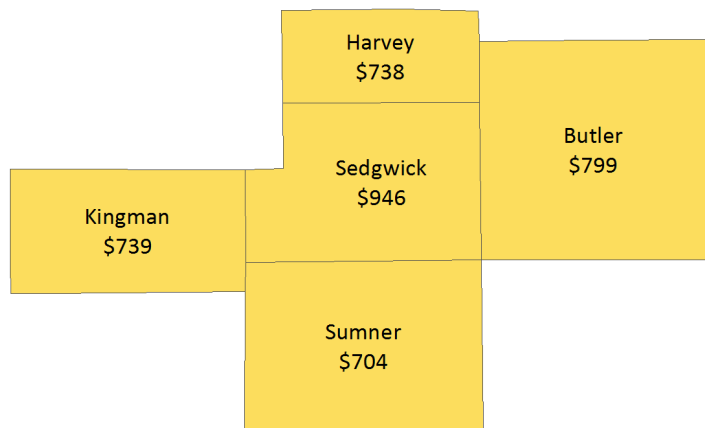 Harvey
$738
Butler
$799
Sedgwick
$946
Kingman
$739
Sumner
$704